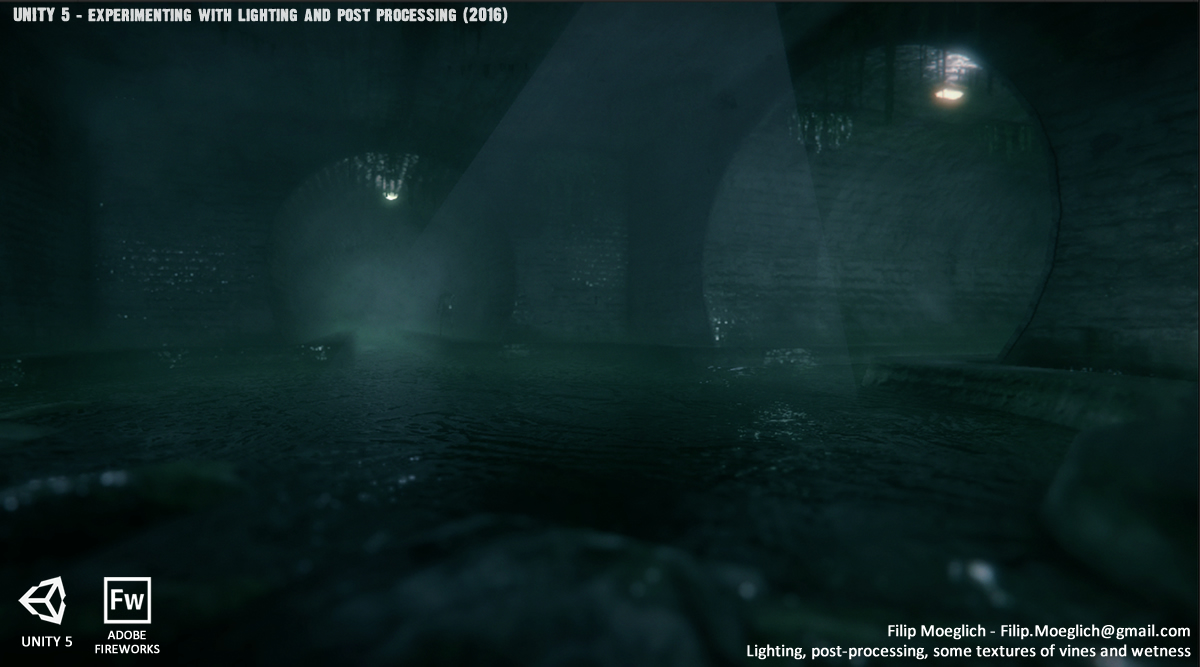 UNITY 5 - EXPERIMENTING WITH LIGHTING AND POST PROCESSING (2016)
Fw
UNITY 5
ADOBE
FIREWORKS
Filip Moeglich - Filip.Moeglich@gmail.com
Lighting, post-processing, some textures of vines and wetness